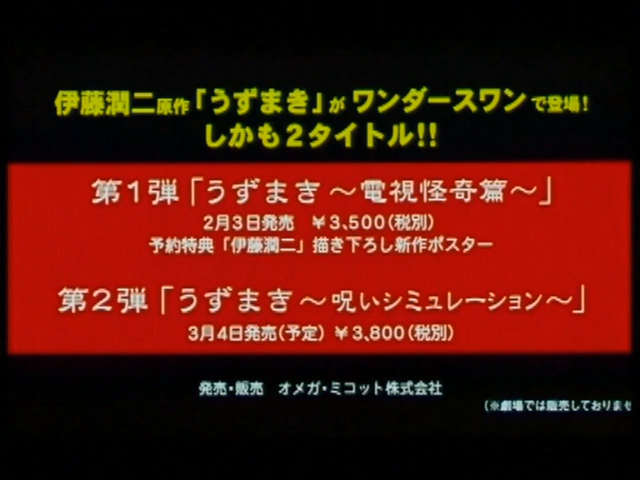 伊藤潤二原作「うずまき」がワンダースワンで登場!
しかも2タイトル!!
第1弾「うずまき～電視怪奇篇～」
2月3日発売 ¥3,500(税別)
予約特典「伊藤潤二」描き下ろし新作ポスター
第2弾「うずまき～呪いシミュレーション～」
3月4日発売(予定) ¥3,800(税別)
発売・販売 オメガ・ミコット株式会社
(※劇場では販売しておりませ